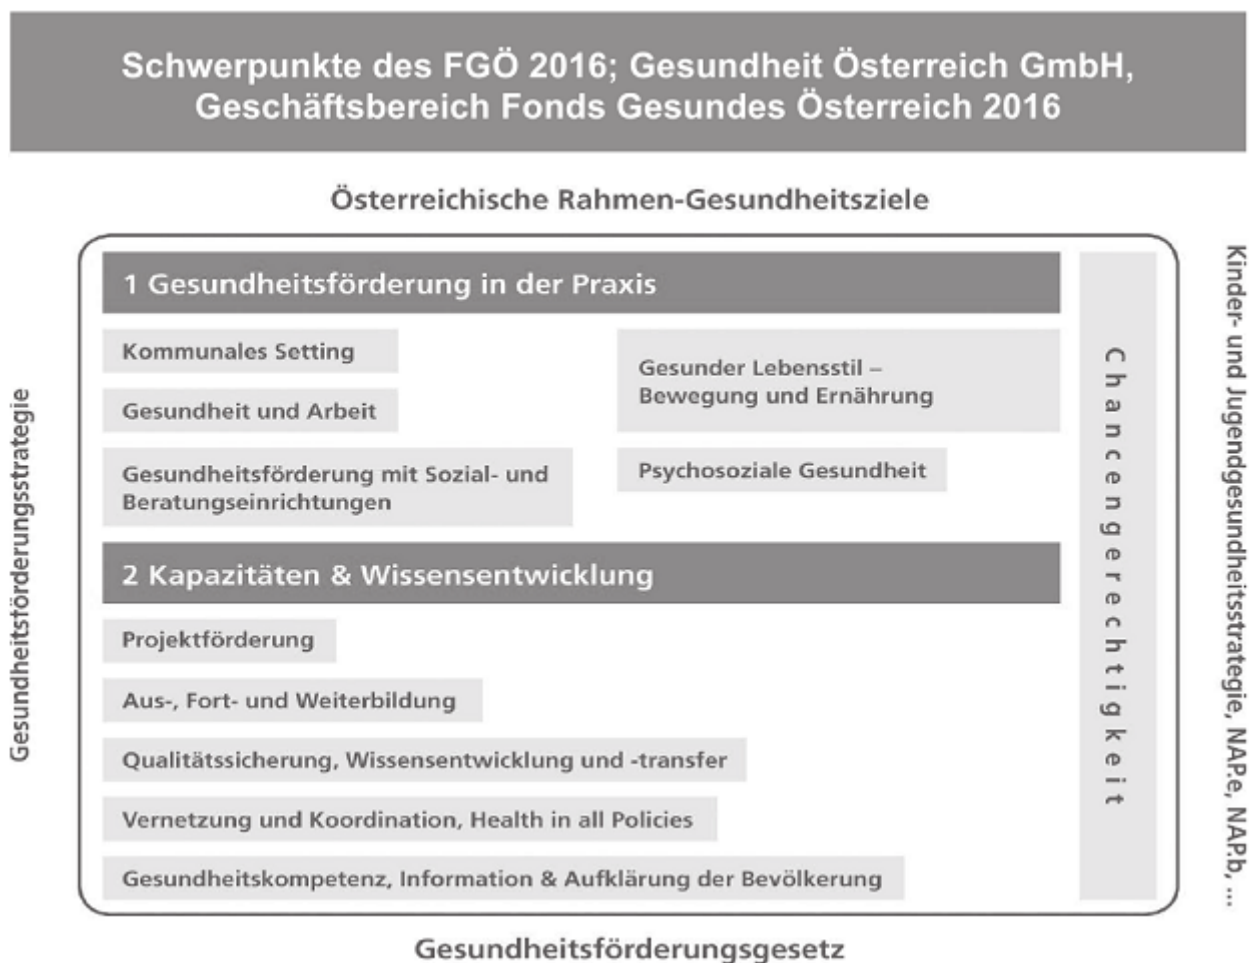 Schwerpunkte des FGÖ 2016; Gesundheit Österreich GmbH,
Geschäftsbereich Fonds Gesundes Österreich 2016
Österreichische Rahmen-Gesundheitsziele
Gesundheitsförderungsstrategie
1 Gesundheitsförderung in der Praxis
Kommunales Setting
Gesundheit und Arbeit
Gesundheitsförderung mit Sozial- und
Beratungseinrichtungen
Gesunder Lebensstil –
Bewegung und Ernährung
Psychosoziale Gesundheit
2 Kapazitäten & Wissensentwicklung
Projektförderung
Aus-, Fort- und Weiterbildung
Qualitätssicherung, Wissensentwicklung und -transfer
Vernetzung und Koordination, Health in all Policies
Gesundheitskompetenz, Information & Aufklärung der Bevölkerung
Chancengerechtigkeit
Kinder- und Jugendgesundheitsstrategie, NAP.e, NAP.b, ...
Gesundheitsförderungsgesetz